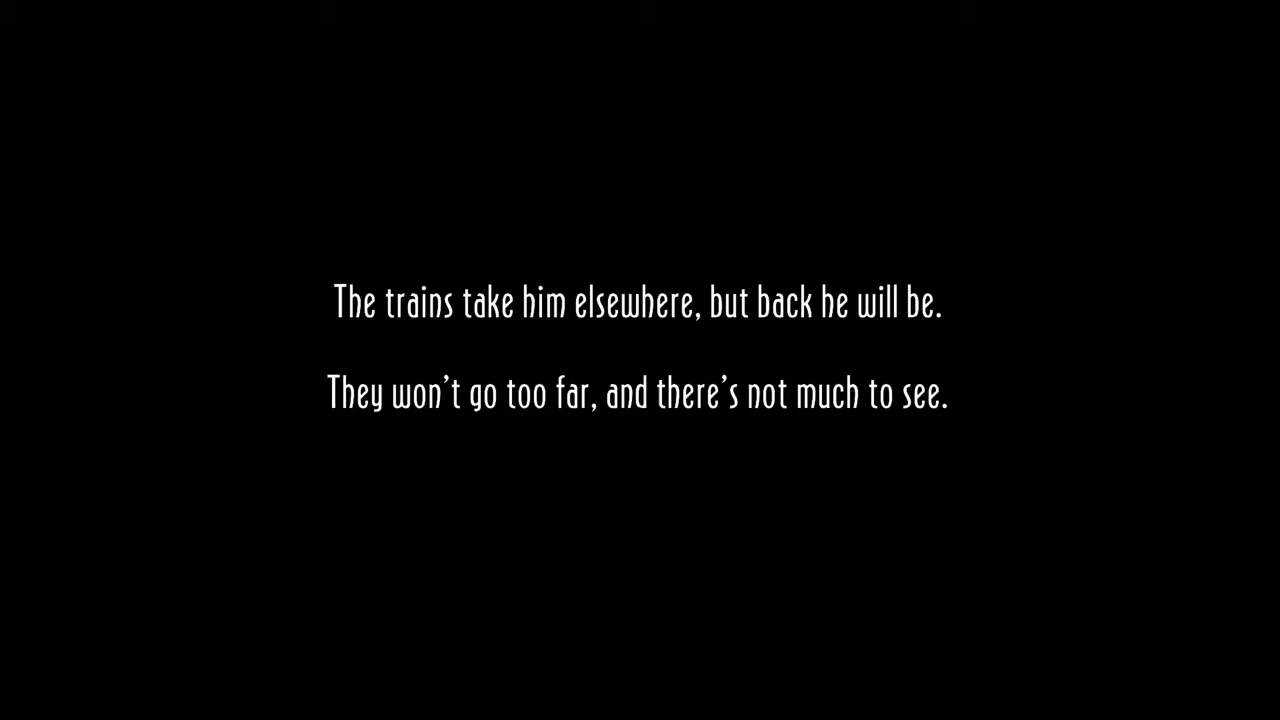 The trains take him elsewhere, but back he will be.
They won't go too far, and there's not much to see.